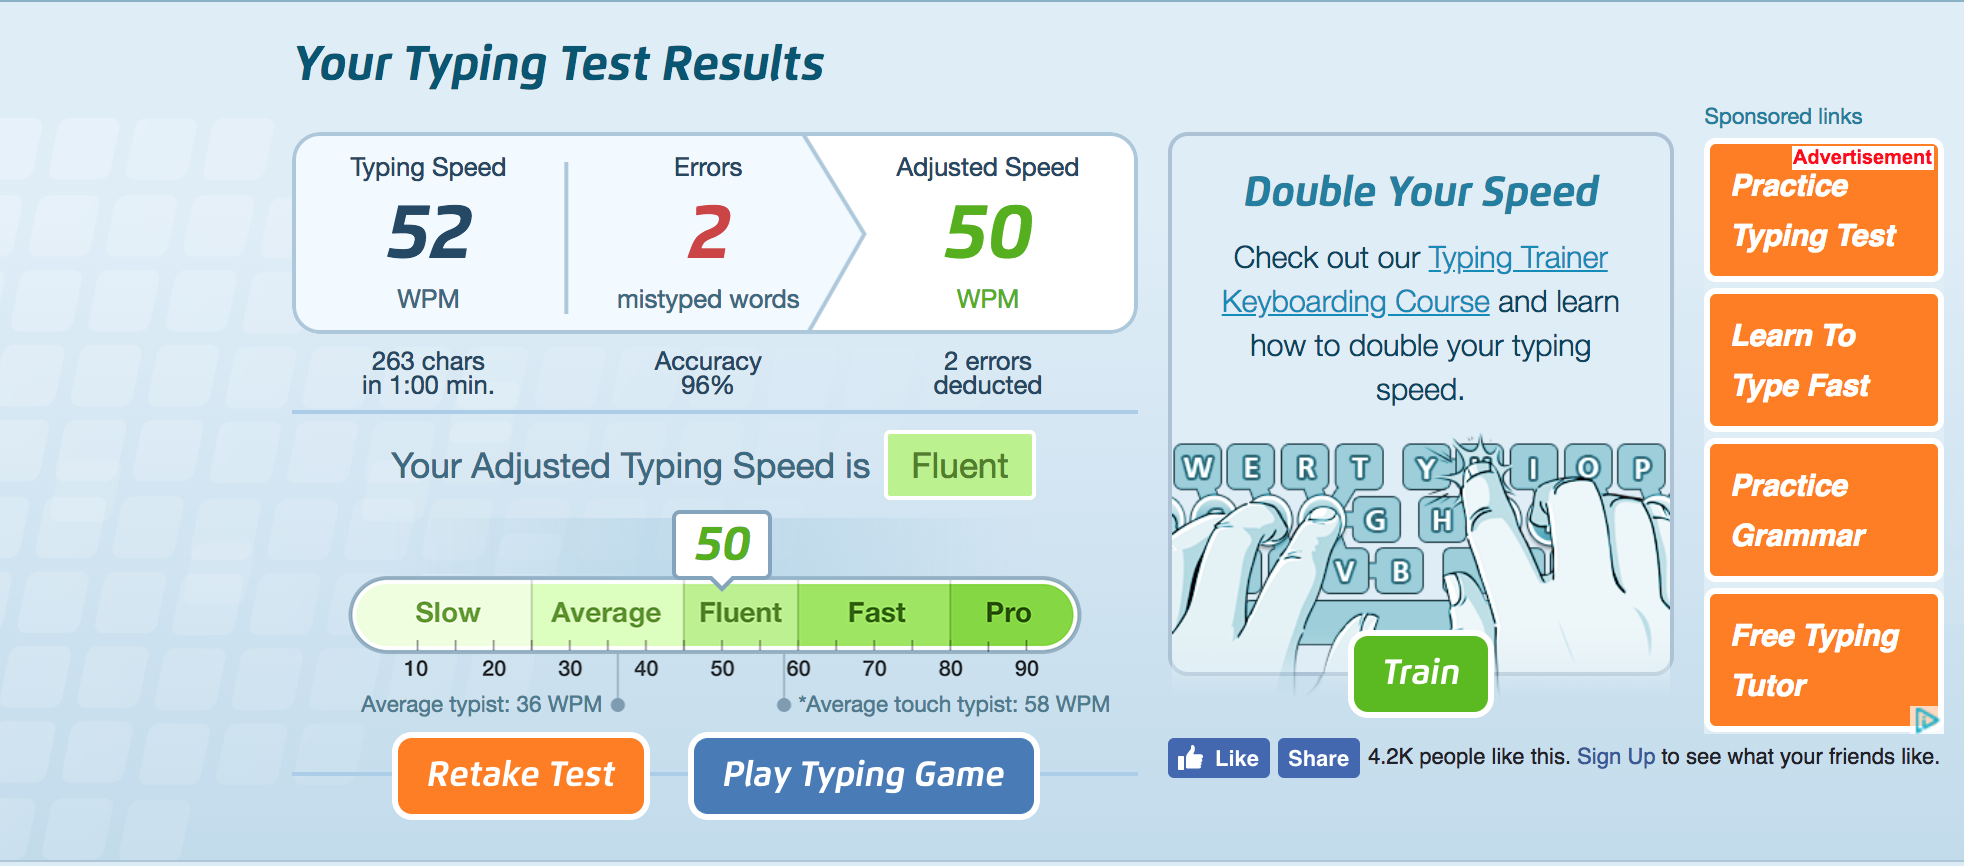 Your Typing Test Results
Typing Speed
52
WPM
Errors
2
mistyped words
Adjusted Speed
50
WPM
263 chars
in 1:00 min.
Accuracy
96%
2 errors
deducted
Your Adjusted Typing Speed is Fluent
50
Slow Average Fluent Fast Pro
10 20 30 40 50 60 70 80 90
Average typist: 36 WPM
*Average touch typist: 58 WPM
Retake Test
Play Typing Game
Double Your Speed
Check out our Typing Trainer
Keyboarding Course and learn
how to double your typing
speed.
W E R T Y I O P
G H
V B
Train
Like
Share
4.2K people like this. Sign Up to see what your friends like.
Sponsored links
Advertisement
Practice
Typing Test
Learn To
Type Fast
Practice
Grammar
Free Typing
Tutor